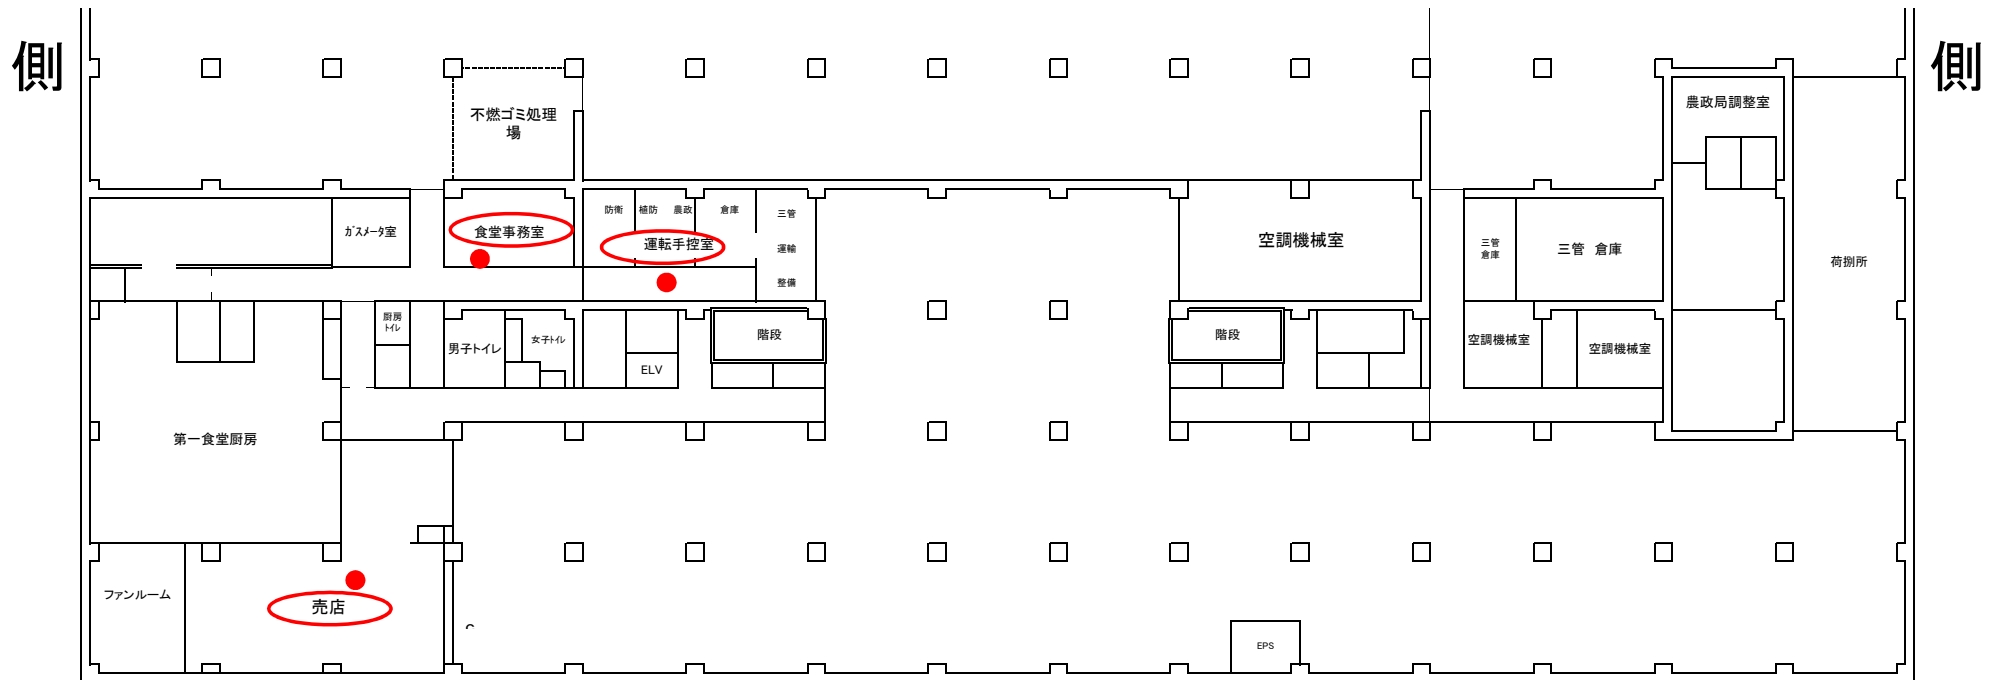 側
側
農政局調整室
不燃ゴミ処理
場
防衛
植防
農政
倉庫
三管
ガスメータ室
食堂事務室
運転手控室
運輸
整備
空調機械室
三管
倉庫
三管 倉庫
荷捌所
厨房
トイレ
男子トイレ
女子トイレ
ELV
階段
階段
空調機械室
空調機械室
第一食堂厨房
ファンルーム
売店
EPS